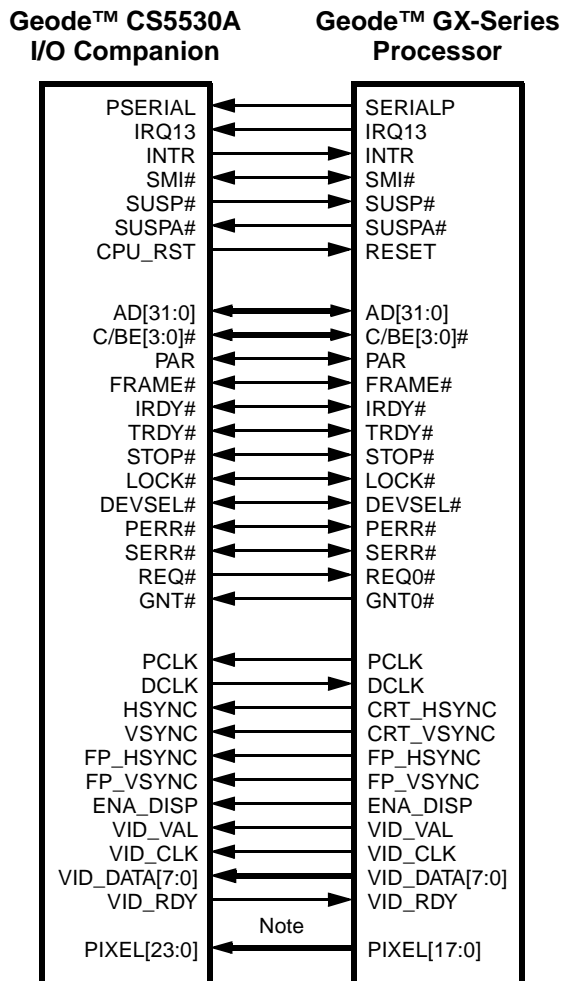 Geode™ CS5530A Geode™ GX-Series
I/O Companion Processor
PSERIAL SERIALP
IRQ13 IRQ13
INTR INTR
SMI# SMI#
SUSP# SUSP#
SUSPA# SUSPA#
CPU_RST RESET
AD[31:0] AD[31:0]
C/BE[3:0]# C/BE[3:0]#
PAR PAR
FRAME# FRAME#
IRDY# IRDY#
TRDY# TRDY#
STOP# STOP#
LOCK# LOCK#
DEVSEL# DEVSEL#
PERR# PERR#
SERR# SERR#
REQ# REQ0#
GNT# GNT0#
PCLK PCLK
DCLK DCLK
HSYNC CRT_HSYNC
VSYNC CRT_VSYNC
FP_HSYNC FP_HSYNC
FP_VSYNC FP_VSYNC
ENA_DISP ENA_DISP
VID_VAL VID_VAL
VID_CLK VID_CLK
VID_DATA[7:0] VID_DATA[7:0]
VID_RDY VID_RDY
Note
PIXEL[23:0] PIXEL[17:0]